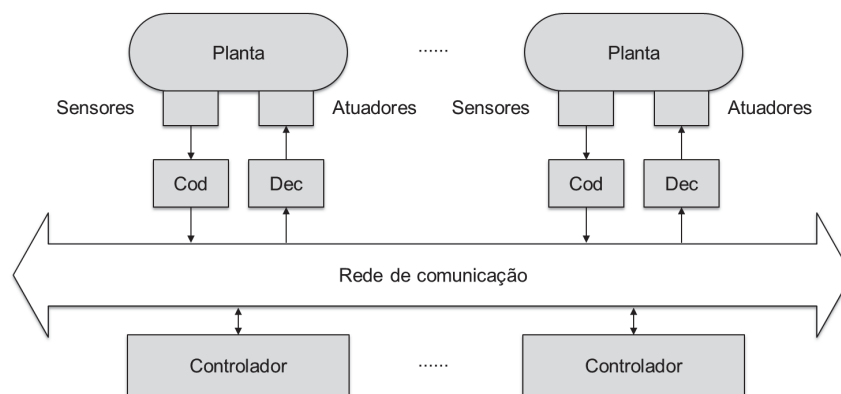 Planta
......
Planta
Sensores
Atuadores
Sensores
Atuadores
Cod
Dec
Cod
Dec
Rede de comunicação
Controlador
......
Controlador